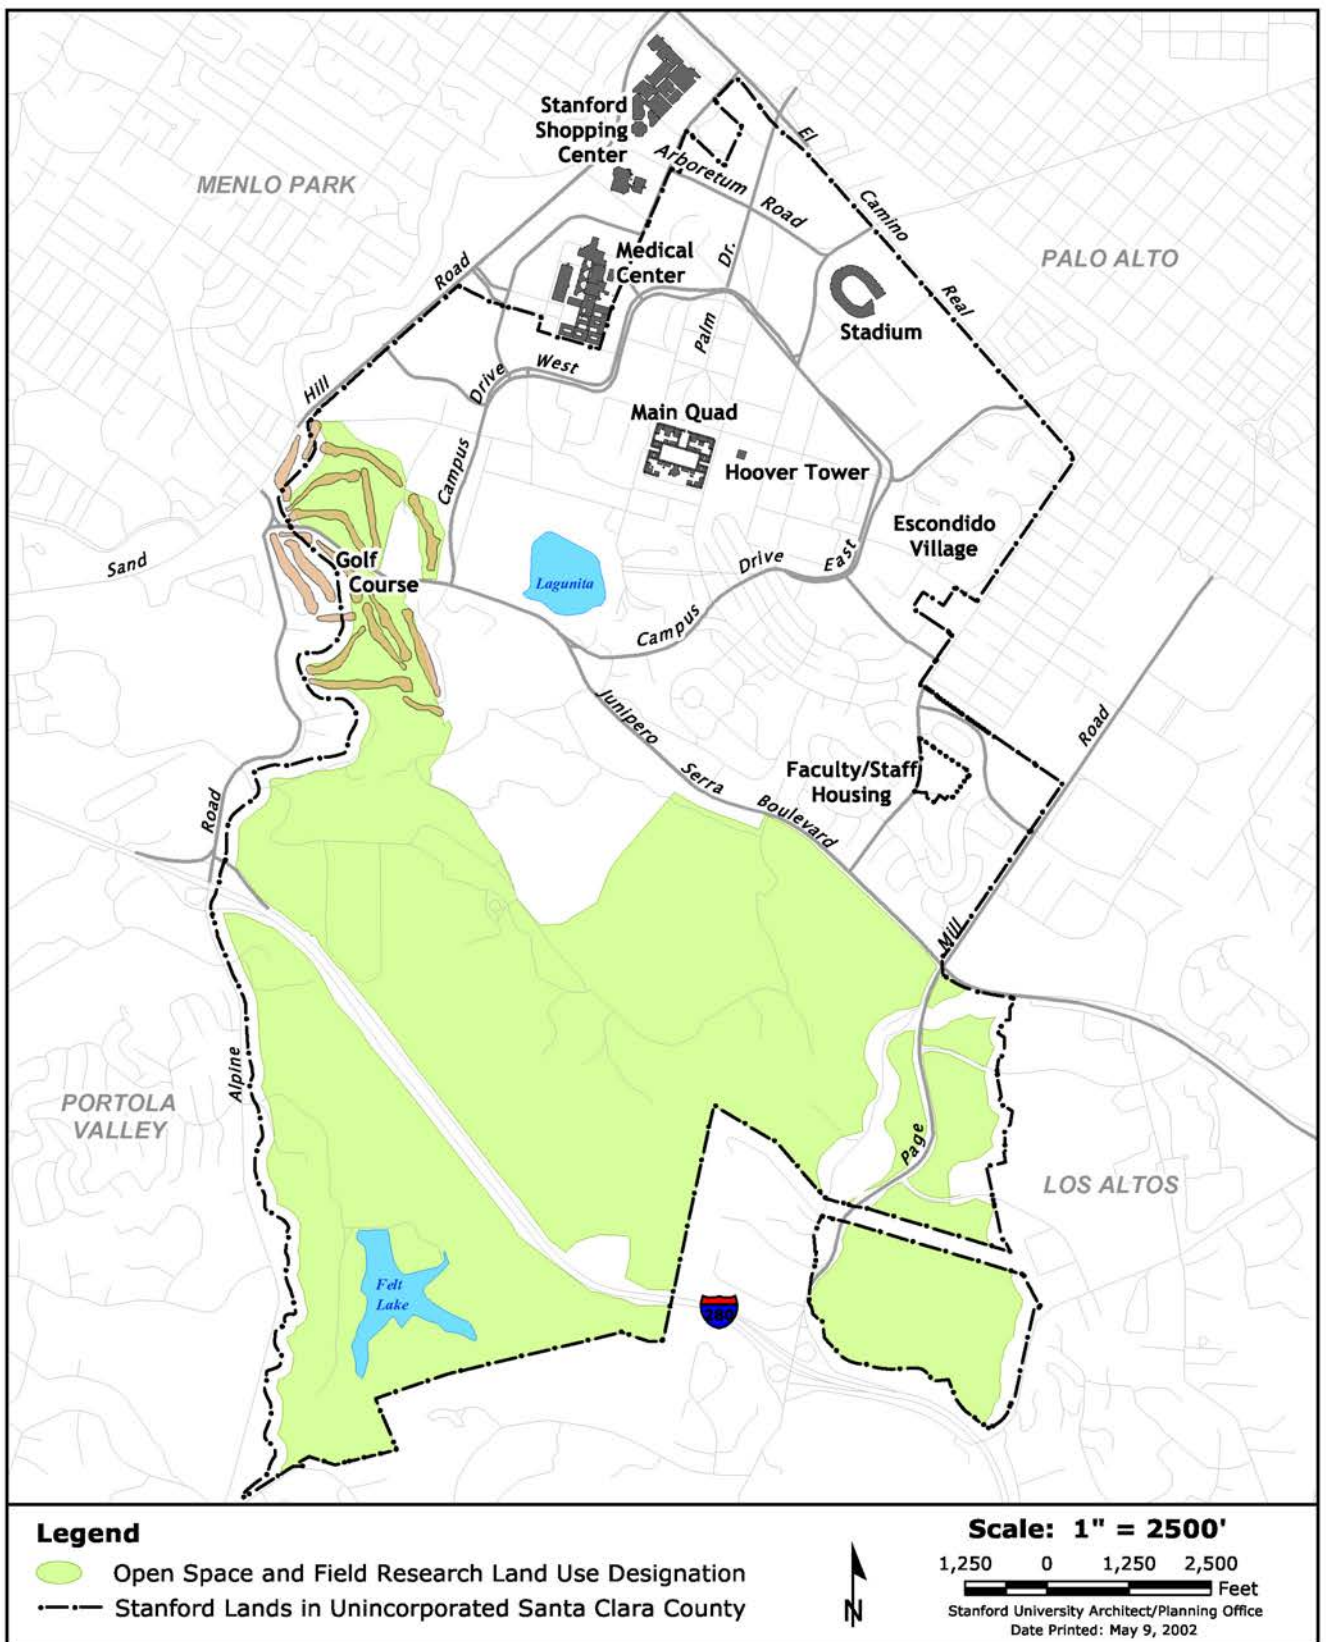 Stanford
Shopping
Center
El
Camino
Real
Arboretum
Road
MENLO PARK
PALO ALTO
Medical
Center
Dr.
Palm
Road
Hill
Sand
Stadium
West
Drive
Campus
Main Quad
Hoover Tower
Escondido
Village
Golf
Course
Lagunita
Drive
East
Campus
Junipero
Serra
Boulevard
Faculty/Staff
Housing
Road
Mill
Page
Road
Alpine
PORTOLA
VALLEY
LOS ALTOS
Felt
Lake
280
Legend
Open Space and Field Research Land Use Designation
Stanford Lands in Unincorporated Santa Clara County
N
Scale: 1" = 2500'
1,250 0 1,250 2,500
Feet
Stanford University Architect/Planning Office
Date Printed: May 9, 2002